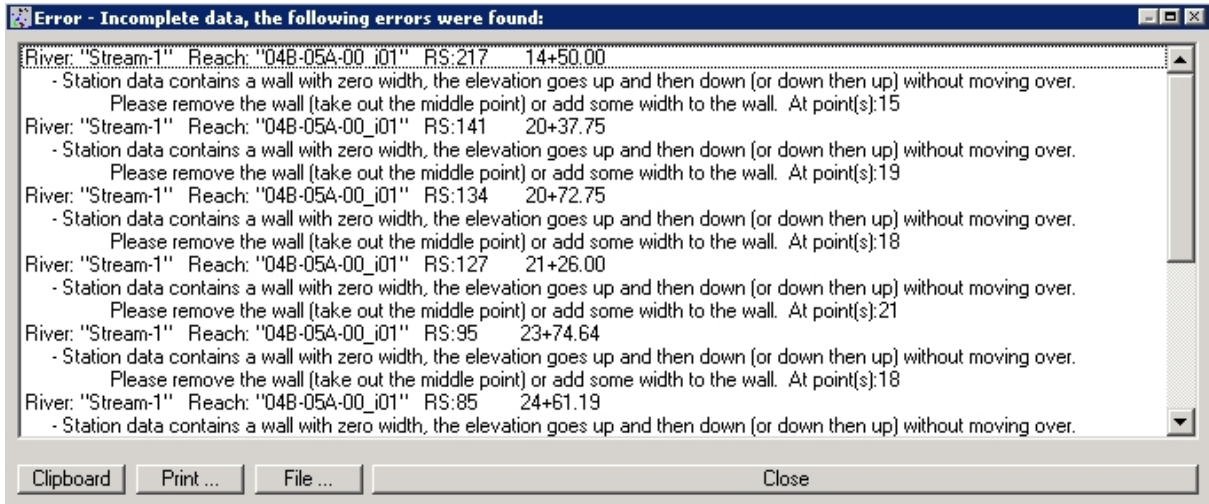 Error - Incomplete data, the following errors were found:
River: "Stream-1" Reach: "04B-05A-00_i01" RS:217 14+50.00
- Station data contains a wall with zero width, the elevation goes up and then down (or down then up) without moving over.
Please remove the wall (take out the middle point) or add some width to the wall. At point(s):15
River: "Stream-1" Reach: "04B-05A-00_i01" RS:141 20+37.75
- Station data contains a wall with zero width, the elevation goes up and then down (or down then up) without moving over.
Please remove the wall (take out the middle point) or add some width to the wall. At point(s):19
River: "Stream-1" Reach: "04B-05A-00_i01" RS:134 20+72.75
- Station data contains a wall with zero width, the elevation goes up and then down (or down then up) without moving over.
Please remove the wall (take out the middle point) or add some width to the wall. At point(s):18
River: "Stream-1" Reach: "04B-05A-00_i01" RS:127 21+26.00
- Station data contains a wall with zero width, the elevation goes up and then down (or down then up) without moving over.
Please remove the wall (take out the middle point) or add some width to the wall. At point(s):21
River: "Stream-1" Reach: "04B-05A-00_i01" RS:95 23+74.64
- Station data contains a wall with zero width, the elevation goes up and then down (or down then up) without moving over.
Please remove the wall (take out the middle point) or add some width to the wall. At point(s):18
River: "Stream-1" Reach: "04B-05A-00_i01" RS:85 24+61.19
- Station data contains a wall with zero width, the elevation goes up and then down (or down then up) without moving over.
Clipboard Print ... File ... Close